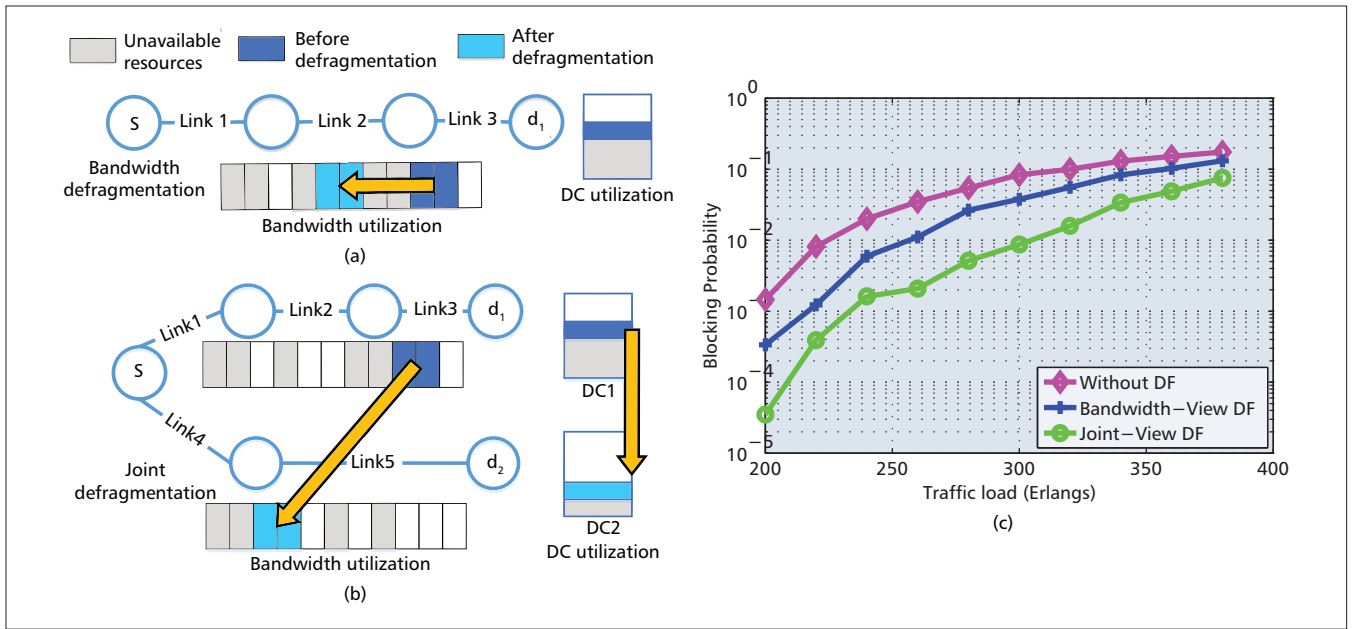 Unavailable
resources
Before
defragmentation
After
defragmentation
S
Link 1
Link 2
Link 3
d1
Bandwidth
defragmentation
Bandwidth utilization
DC utilization
(a)
Link1
Link2
Link3
d1
S
DC1
Link4
Link5
d2
Joint
defragmentation
DC2
DC utilization
Bandwidth utilization
(b)
10^0
10^-1
10^-2
10^-3
10^-4
10^-5
Blocking Probability
Without DF
Bandwidth–View DF
Joint–View DF
200
250
300
360
400
Traffic load (Erlangs)
(c)